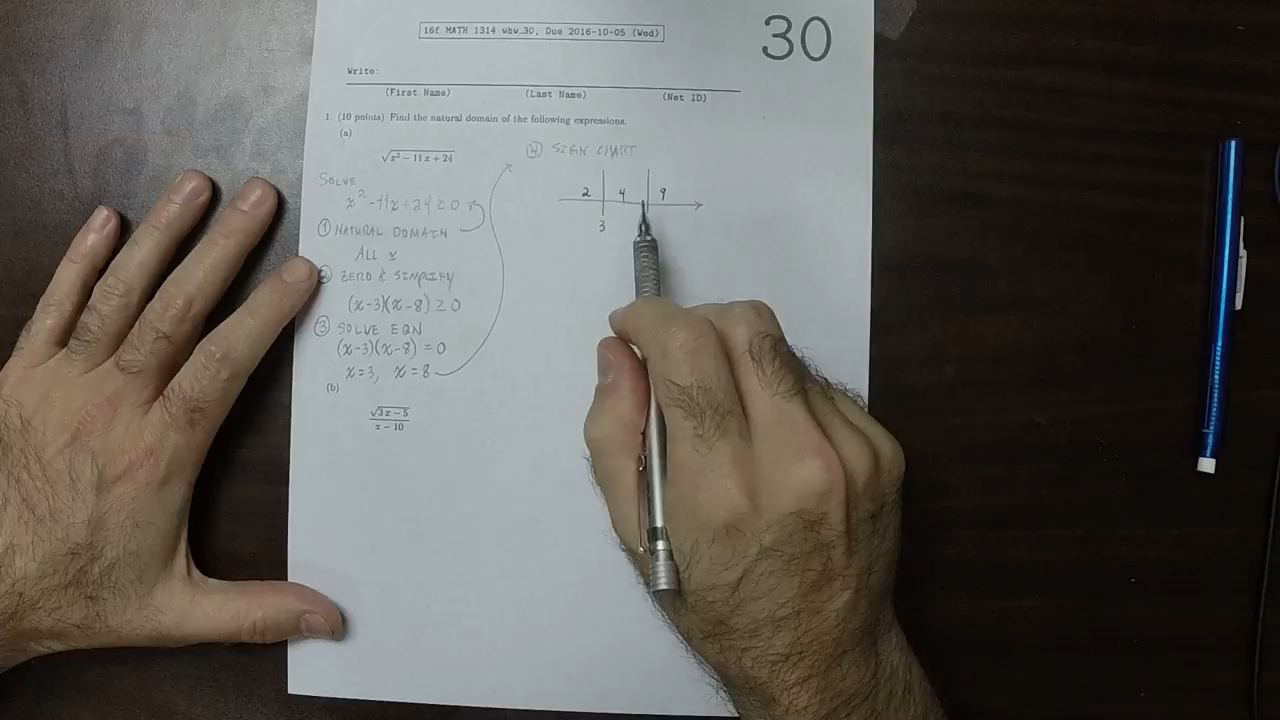 16f MATH 1314 whw_30, Due 2016-10-05 (Wed)
30
Write:
(First Name) (Last Name) (Net ID)
1. (10 points) Find the natural domain of the following expressions.
(a)
√(x² − 11x + 24)
SOLVE
x² - 11x + 24 ≥ 0
① NATURAL DOMAIN
ALL x
② ZERO & SIMPLIFY
(x-3)(x-8) ≥ 0
③ SOLVE EQN
(x-3)(x-8) = 0
x=3, x=8
(b)
√(3x − 5)
x − 10
④ SIGN CHART
2 4 9
3